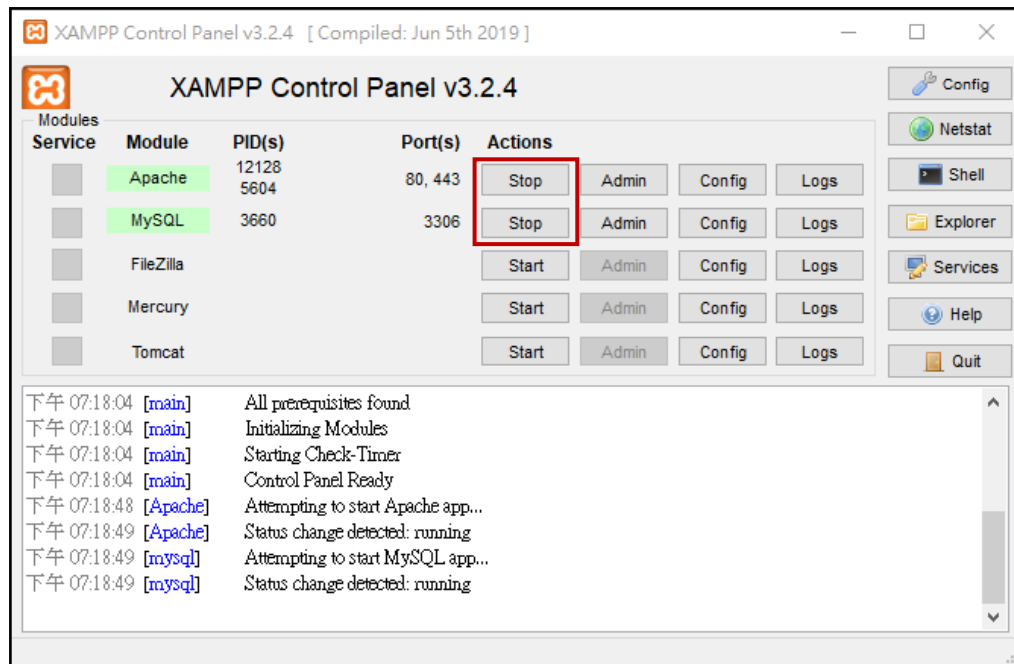 XAMPP Control Panel v3.2.4 [ Compiled: Jun 5th 2019 ]
XAMPP Control Panel v3.2.4
Config
Netstat
Shell
Explorer
Services
Help
Quit
Modules
Service Module PID(s) Port(s) Actions
Apache 12128 5604 80, 443 Stop Admin Config Logs
MySQL 3660 3306 Stop Admin Config Logs
FileZilla Start Admin Config Logs
Mercury Start Admin Config Logs
Tomcat Start Admin Config Logs
下午 07:18:04 [main] All prerequisites found
下午 07:18:04 [main] Initializing Modules
下午 07:18:04 [main] Starting Check-Timer
下午 07:18:04 [main] Control Panel Ready
下午 07:18:48 [Apache] Attempting to start Apache app...
下午 07:18:49 [Apache] Status change detected: running
下午 07:18:49 [mysql] Attempting to start MySQL app...
下午 07:18:49 [mysql] Status change detected: running